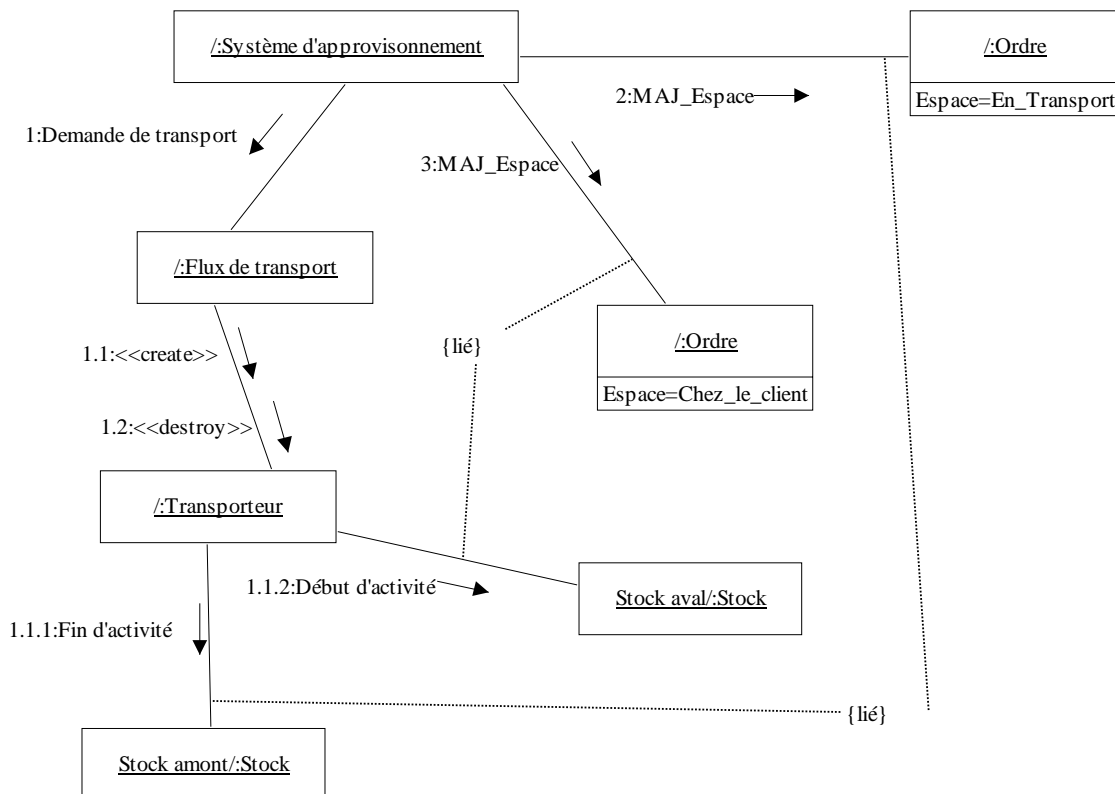 /:Système d'approvisonnement
/:Ordre
Espace=En_Transport
2:MAJ_Espace
1:Demande de transport
3:MAJ_Espace
/:Flux de transport
/:Ordre
Espace=Chez_le_client
{lié}
1.1:<<create>>
1.2:<<destroy>>
/:Transporteur
1.1.2:Début d'activité
Stock aval/:Stock
1.1.1:Fin d'activité
{lié}
Stock amont/:Stock